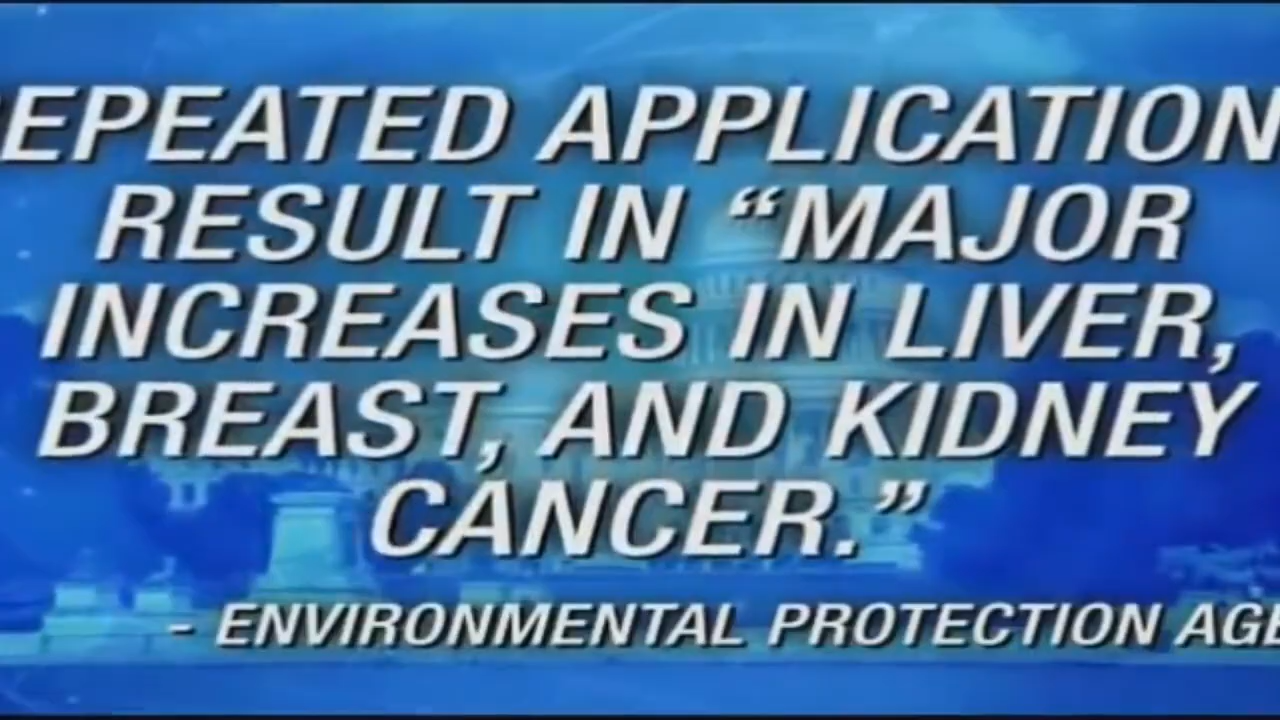 EPEATED APPLICATION
RESULT IN “MAJOR
INCREASES IN LIVER,
BREAST, AND KIDNEY
CANCER.”
- ENVIRONMENTAL PROTECTION AGE